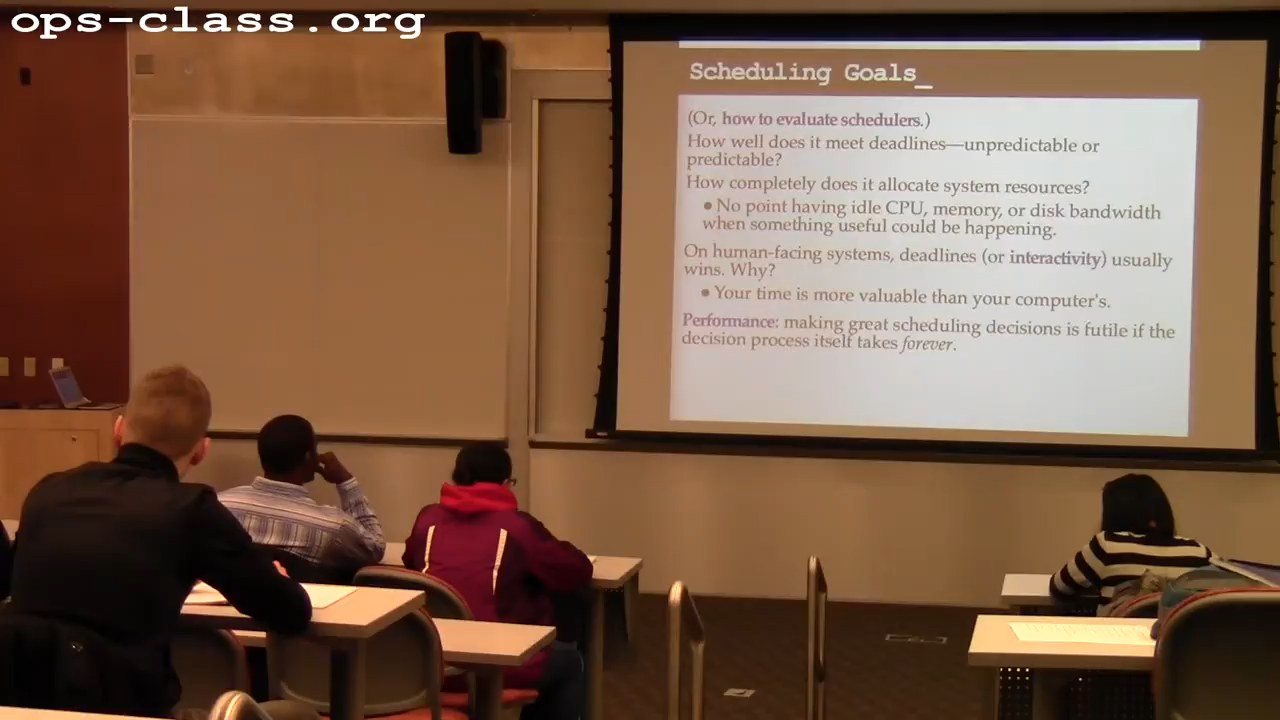 ops-class.org
Scheduling Goals_
(Or, how to evaluate schedulers.)
How well does it meet deadlines—unpredictable or
predictable?
How completely does it allocate system resources?
• No point having idle CPU, memory, or disk bandwidth
when something useful could be happening.
On human-facing systems, deadlines (or interactivity) usually
wins. Why?
• Your time is more valuable than your computer's.
Performance: making great scheduling decisions is futile if the
decision process itself takes forever.